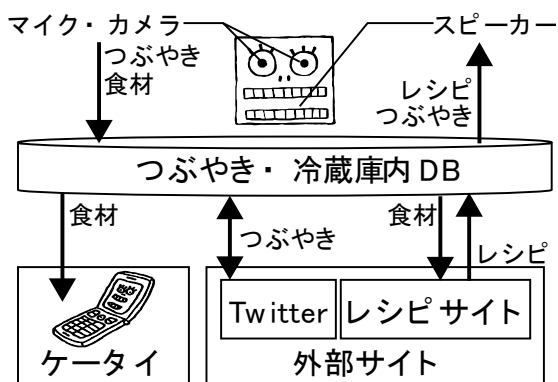 マイク・カメラ
スピーカー
つぶやき
食材
レシピ
つぶやき
つぶやき・冷蔵庫内DB
食材
つぶやき
食材
レシピ
Twitter
レシピサイト
ケータイ
外部サイト